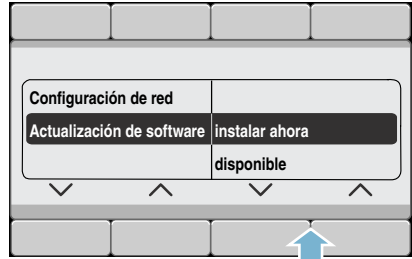 Configuración de red
Actualización de software instalar ahora
disponible